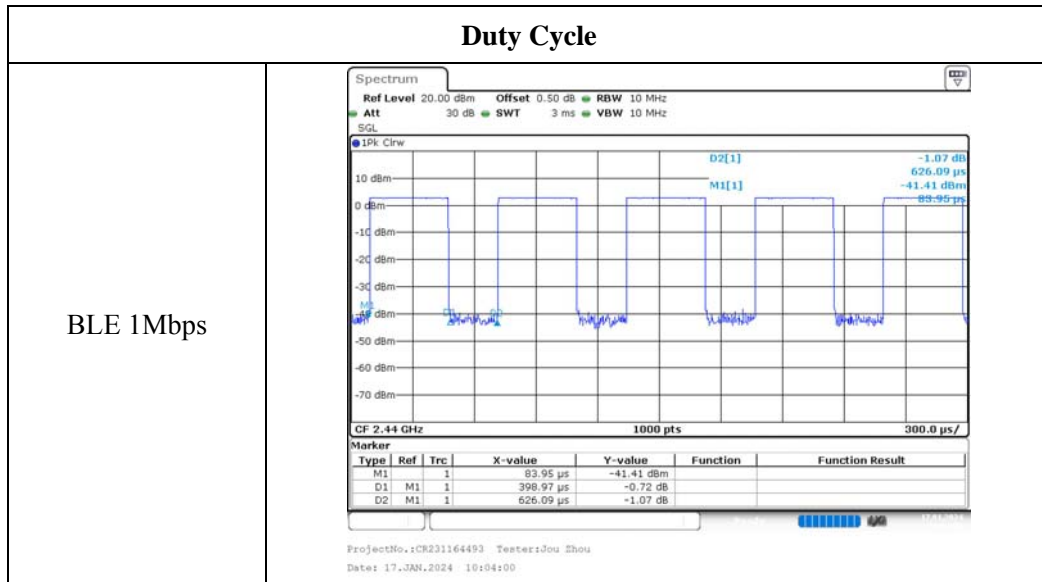 Duty Cycle
BLE 1Mbps
Spectrum
Ref Level 20.00 dBm Offset 0.50 dB RBW 10 MHz
Att 30 dB SWT 3 ms VBW 10 MHz
SGL
1Pk Clrw
D2[1] -1.07 dB
626.09 µs
M1[1] -41.41 dBm
83.95 µs
10 dBm
0 dBm
-10 dBm
-20 dBm
-30 dBm
M1
-40 dBm
-50 dBm
-60 dBm
-70 dBm
CF 2.44 GHz 1000 pts 300.0 µs/
Marker
Type Ref Trc X-value Y-value Function Function Result
M1 1 83.95 µs -41.41 dBm
D1 M1 1 398.97 µs -0.72 dB
D2 M1 1 626.09 µs -1.07 dB
ProjectNo.:CR231164493 Tester:Jou Zhou
Date: 17.JAN.2024 10:04:00